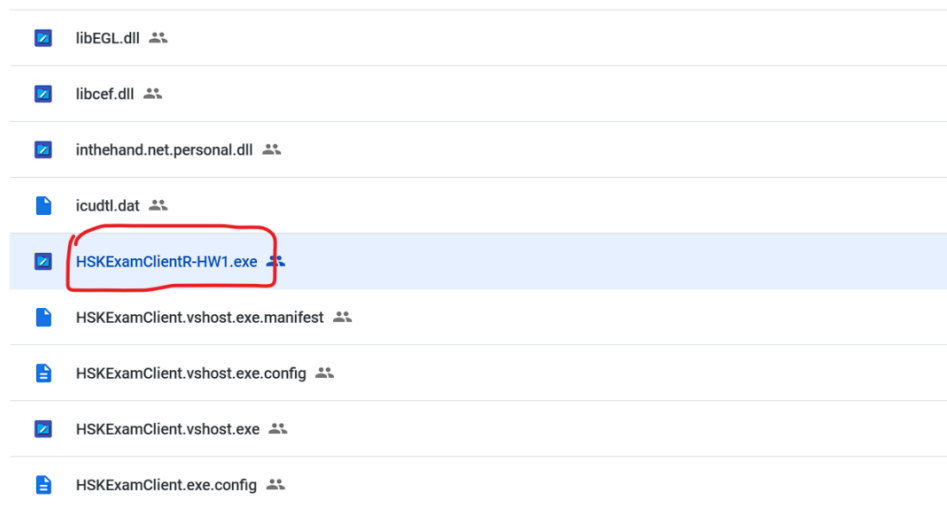 libEGL.dll
libcef.dll
inthehand.net.personal.dll
icudtl.dat
HSKExamClientR-HW1.exe
HSKExamClient.vshost.exe.manifest
HSKExamClient.vshost.exe.config
HSKExamClient.vshost.exe
HSKExamClient.exe.config